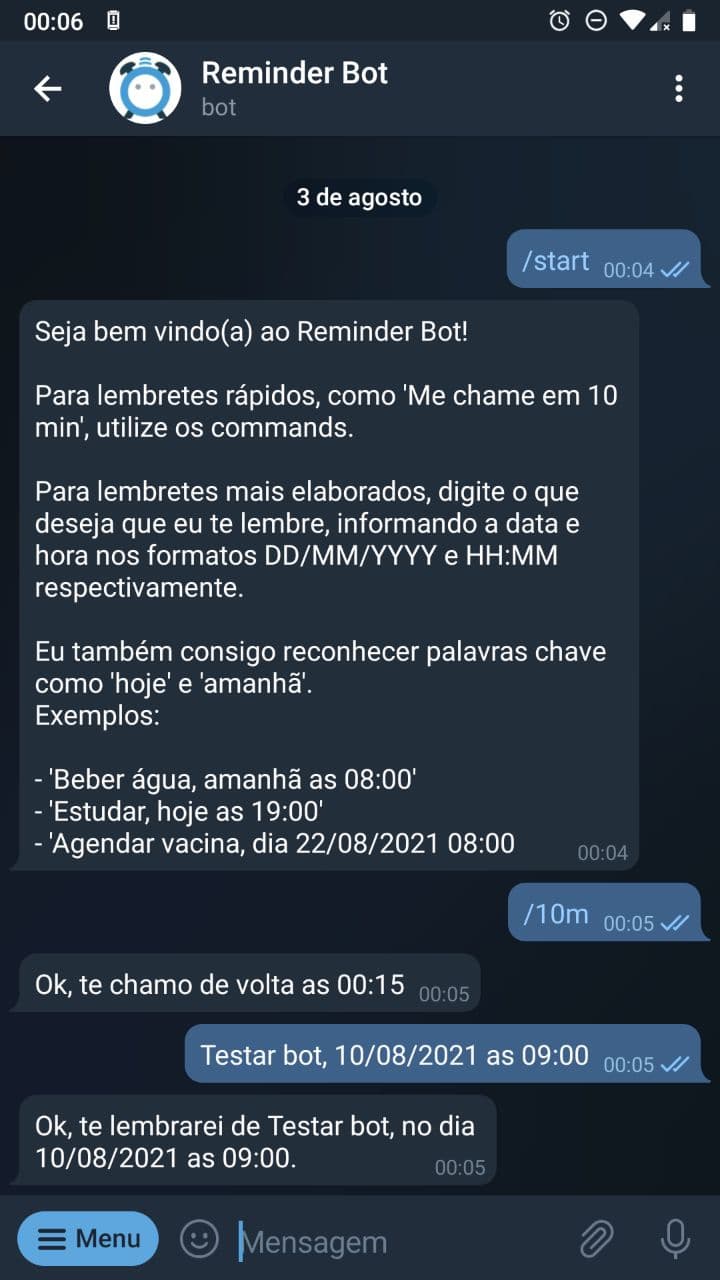 00:06
Reminder Bot
bot
3 de agosto
/start 00:04
Seja bem vindo(a) ao Reminder Bot!
Para lembretes rápidos, como 'Me chame em 10
min', utilize os commands.
Para lembretes mais elaborados, digite o que
deseja que eu te lembre, informando a data e
hora nos formatos DD/MM/YYYY e HH:MM
respectivamente.
Eu também consigo reconhecer palavras chave
como 'hoje' e 'amanhã'.
Exemplos:
- 'Beber água, amanhã as 08:00'
- 'Estudar, hoje as 19:00'
- 'Agendar vacina, dia 22/08/2021 08:00
00:04
/10m 00:05
Ok, te chamo de volta as 00:15 00:05
Testar bot, 10/08/2021 as 09:00 00:05
Ok, te lembrarei de Testar bot, no dia
10/08/2021 as 09:00. 00:05
Menu Mensagem